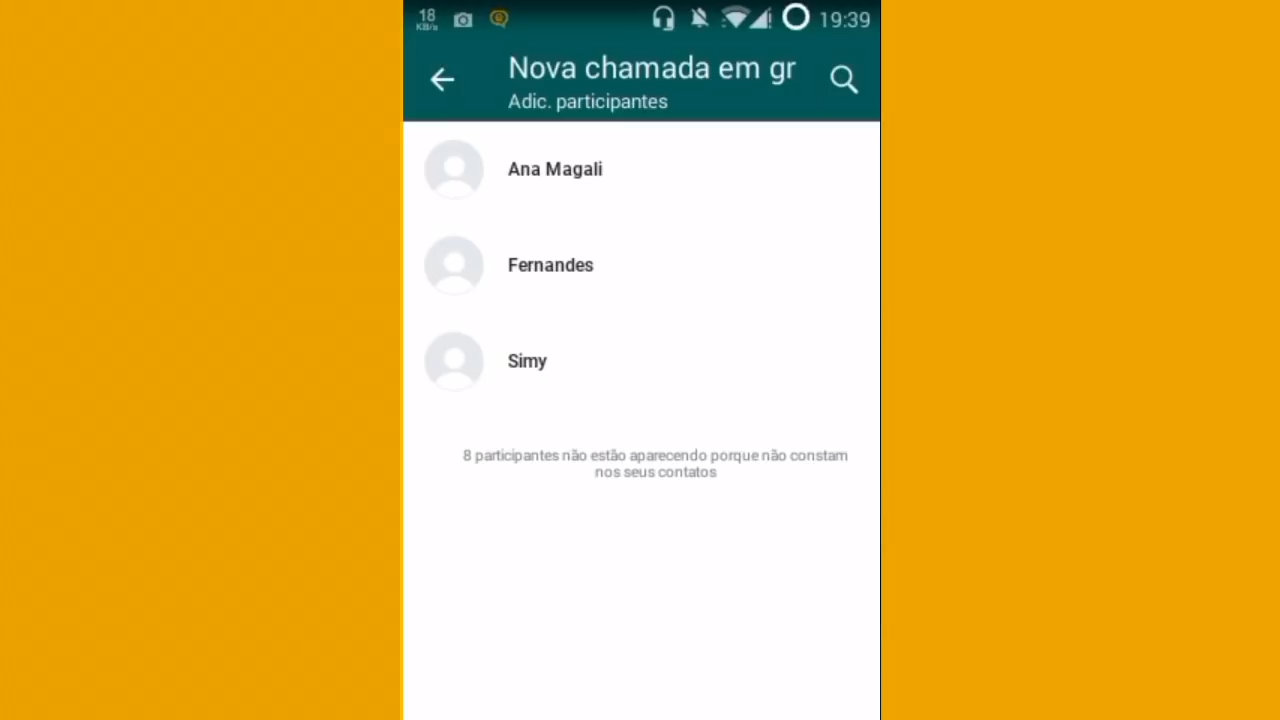 18
KB/s
19:39
Nova chamada em gr
Adic. participantes
Ana Magali
Fernandes
Simy
8 participantes não estão aparecendo porque não constam
nos seus contatos